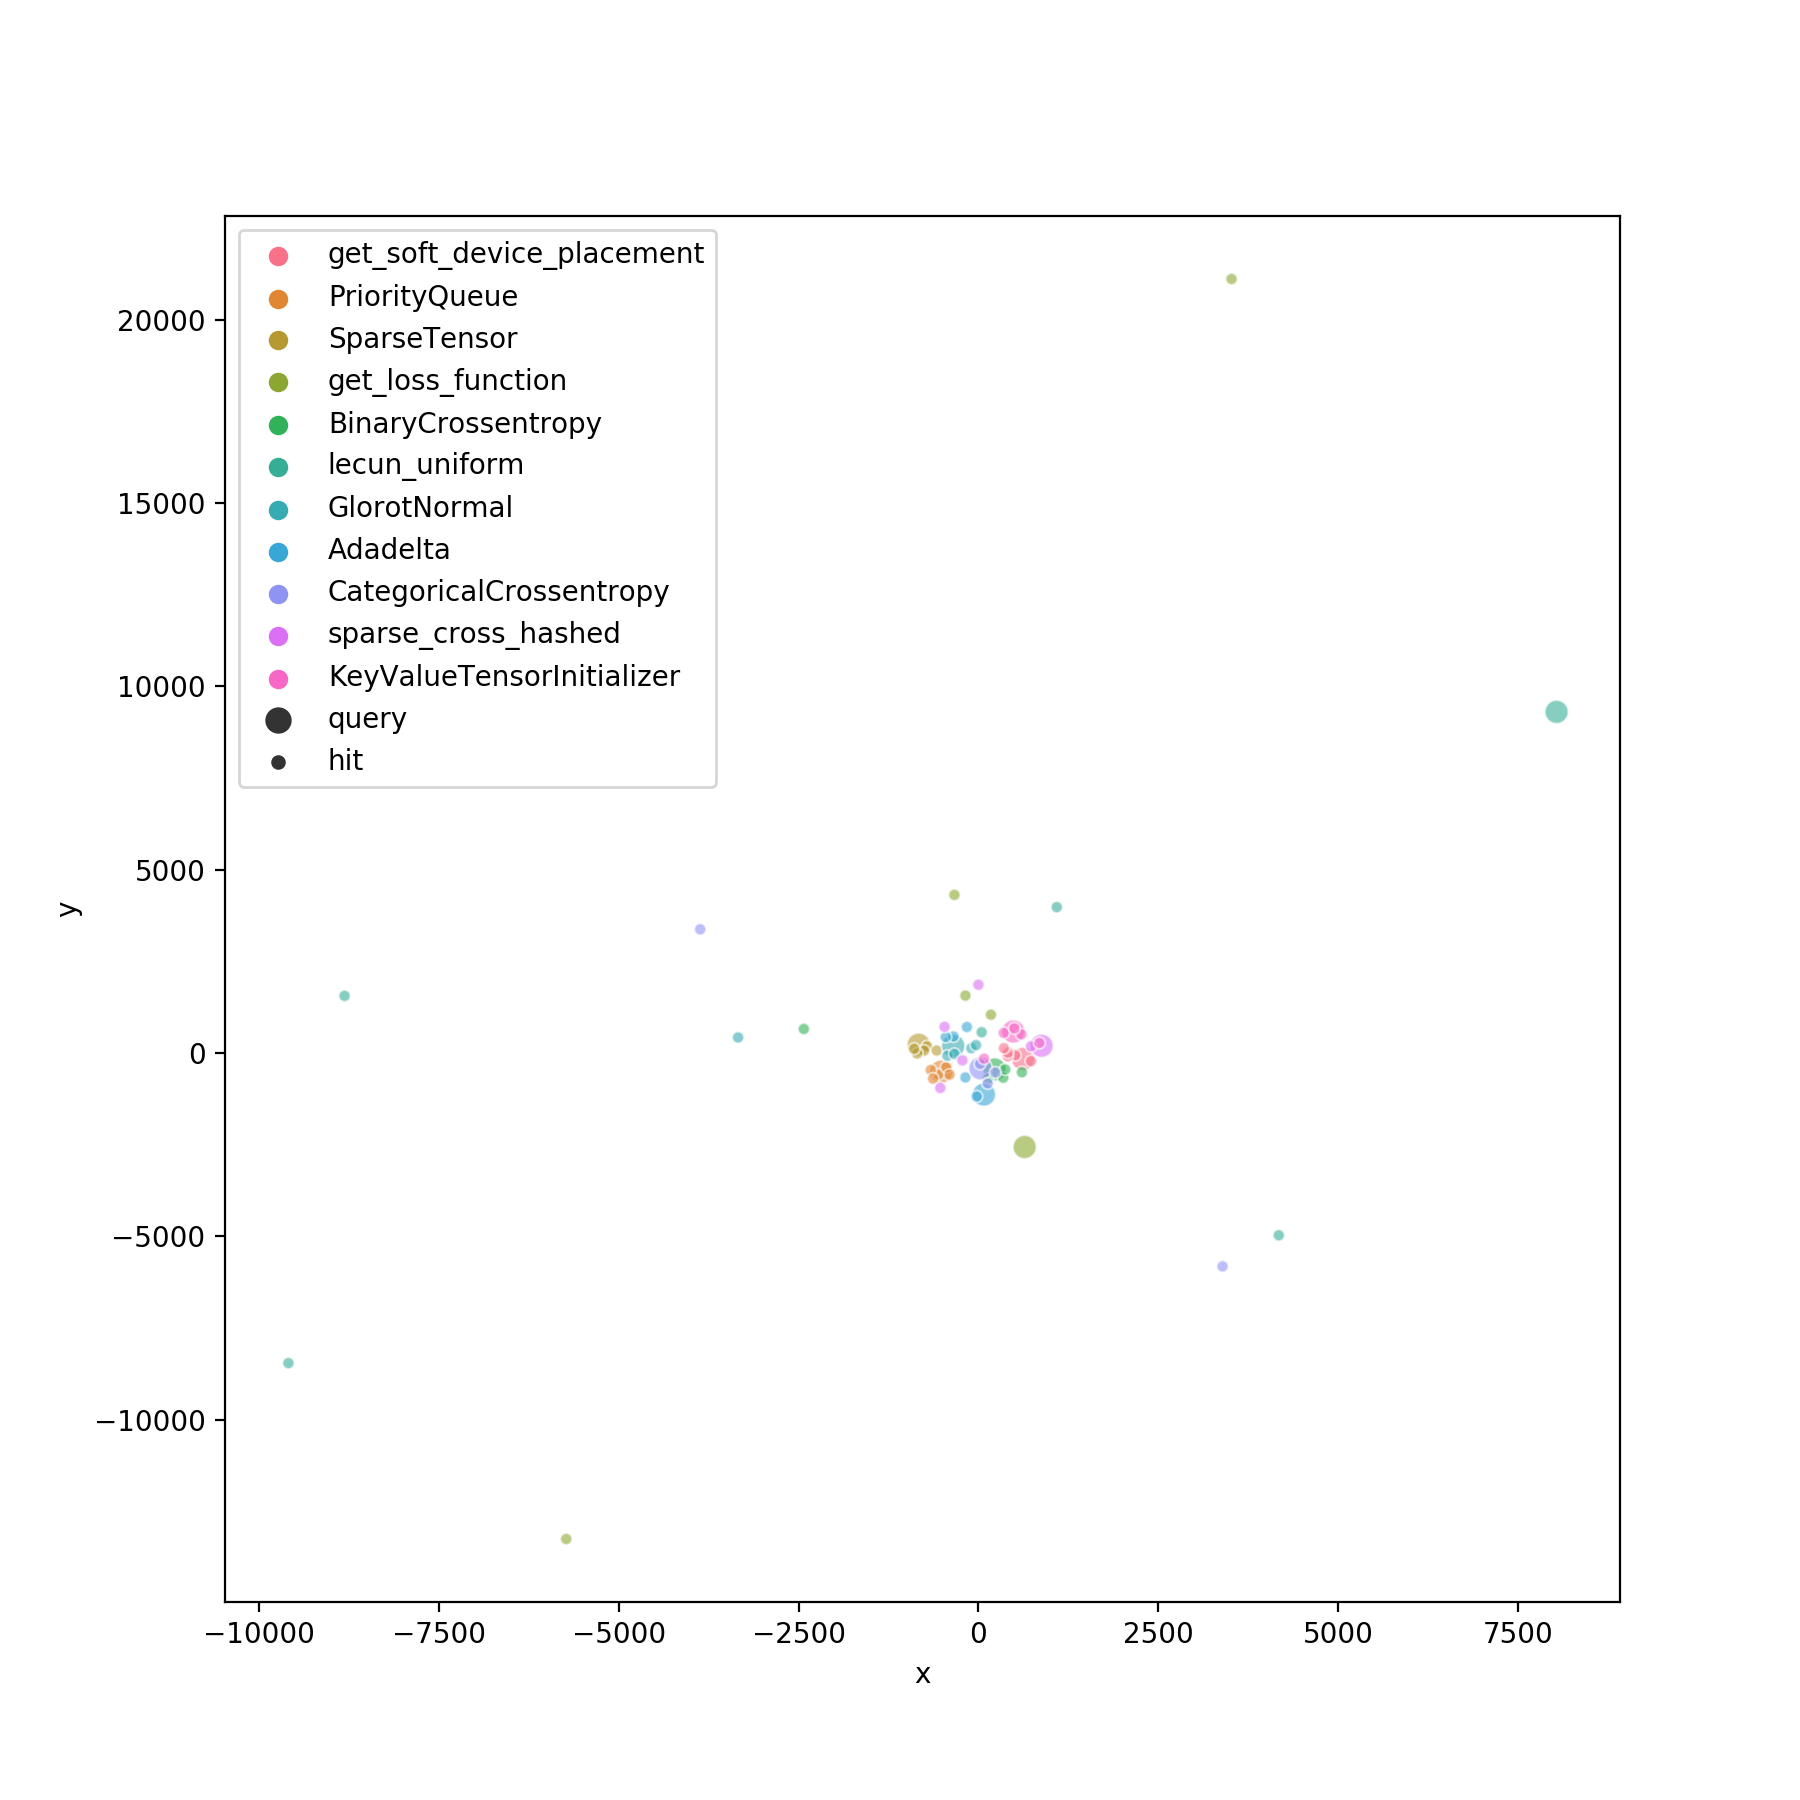 get_soft_device_placement
PriorityQueue
SparseTensor
get_loss_function
BinaryCrossentropy
lecun_uniform
GlorotNormal
Adadelta
CategoricalCrossentropy
sparse_cross_hashed
KeyValueTensorInitializer
query
hit
20000
15000
10000
5000
0
−5000
−10000
y
−10000 −7500 −5000 −2500 0 2500 5000 7500
x